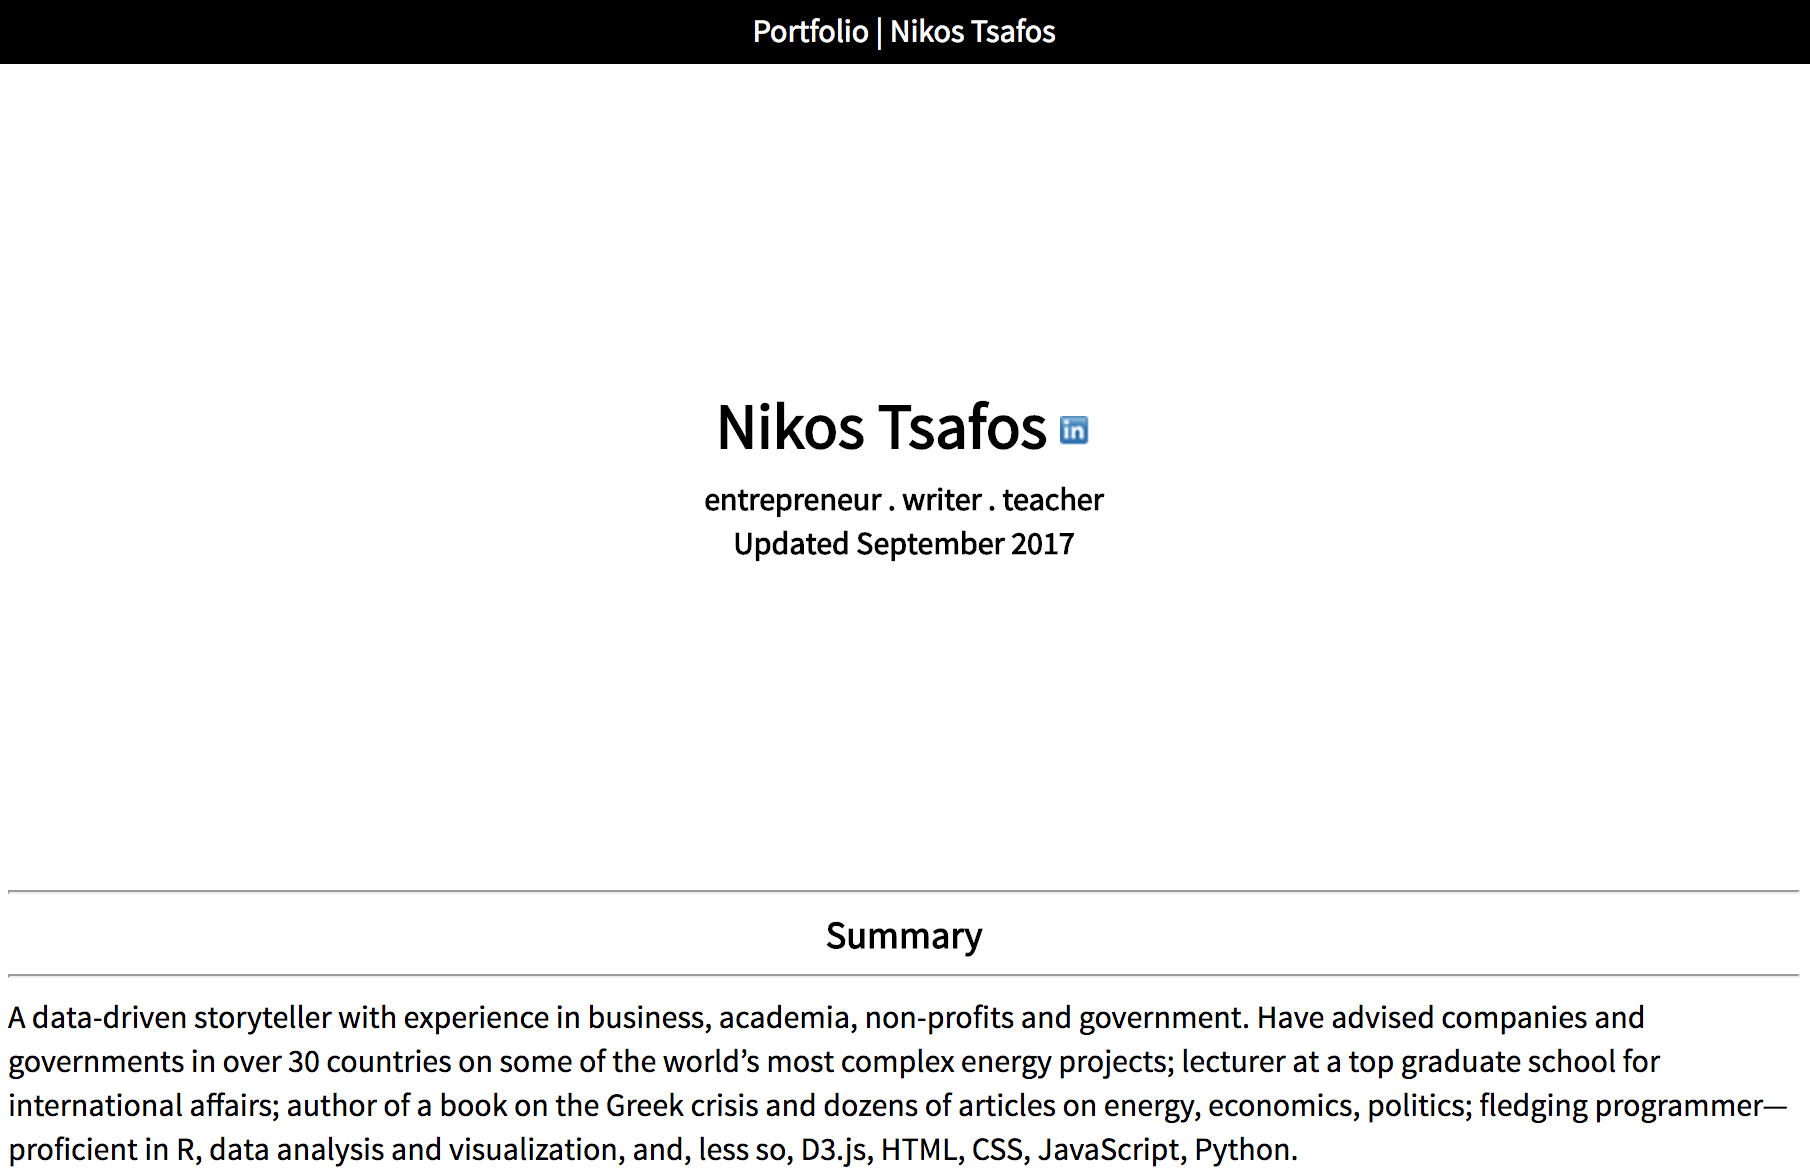 Portfolio | Nikos Tsafos
Nikos Tsafos in
entrepreneur . writer . teacher
Updated September 2017
Summary
A data-driven storyteller with experience in business, academia, non-profits and government. Have advised companies and
governments in over 30 countries on some of the world’s most complex energy projects; lecturer at a top graduate school for
international affairs; author of a book on the Greek crisis and dozens of articles on energy, economics, politics; fledging programmer—
proficient in R, data analysis and visualization, and, less so, D3.js, HTML, CSS, JavaScript, Python.